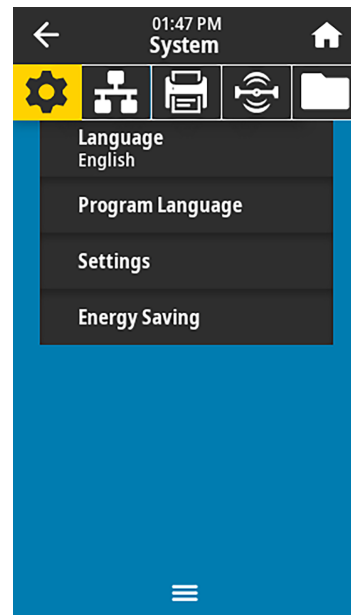 01:47 PM
System
Language
English
Program Language
Settings
Energy Saving